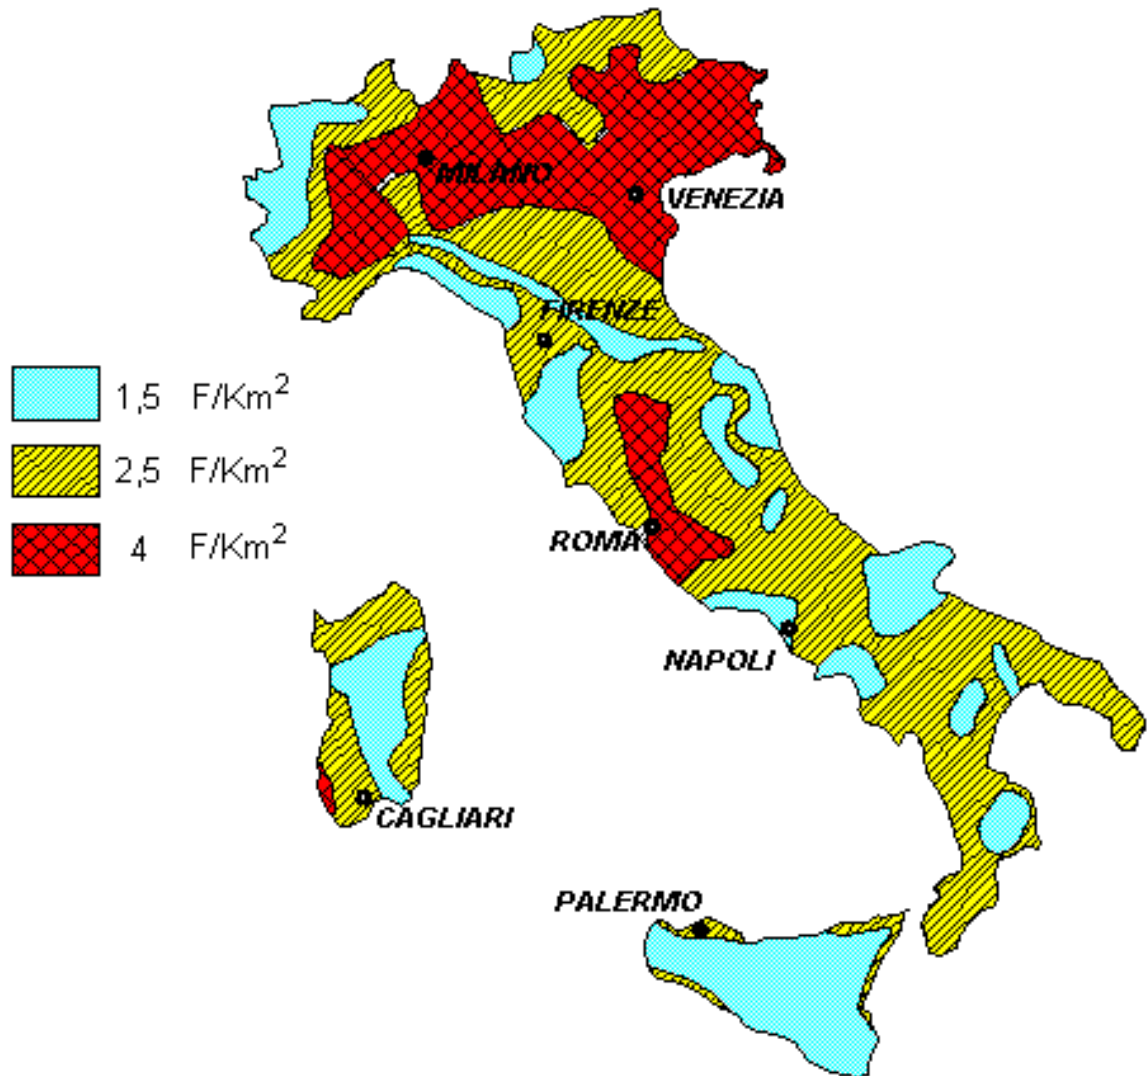 MILANO
VENEZIA
FIRENZE
1,5 F/Km²
2,5 F/Km²
4 F/Km²
ROMA
NAPOLI
CAGLIARI
PALERMO